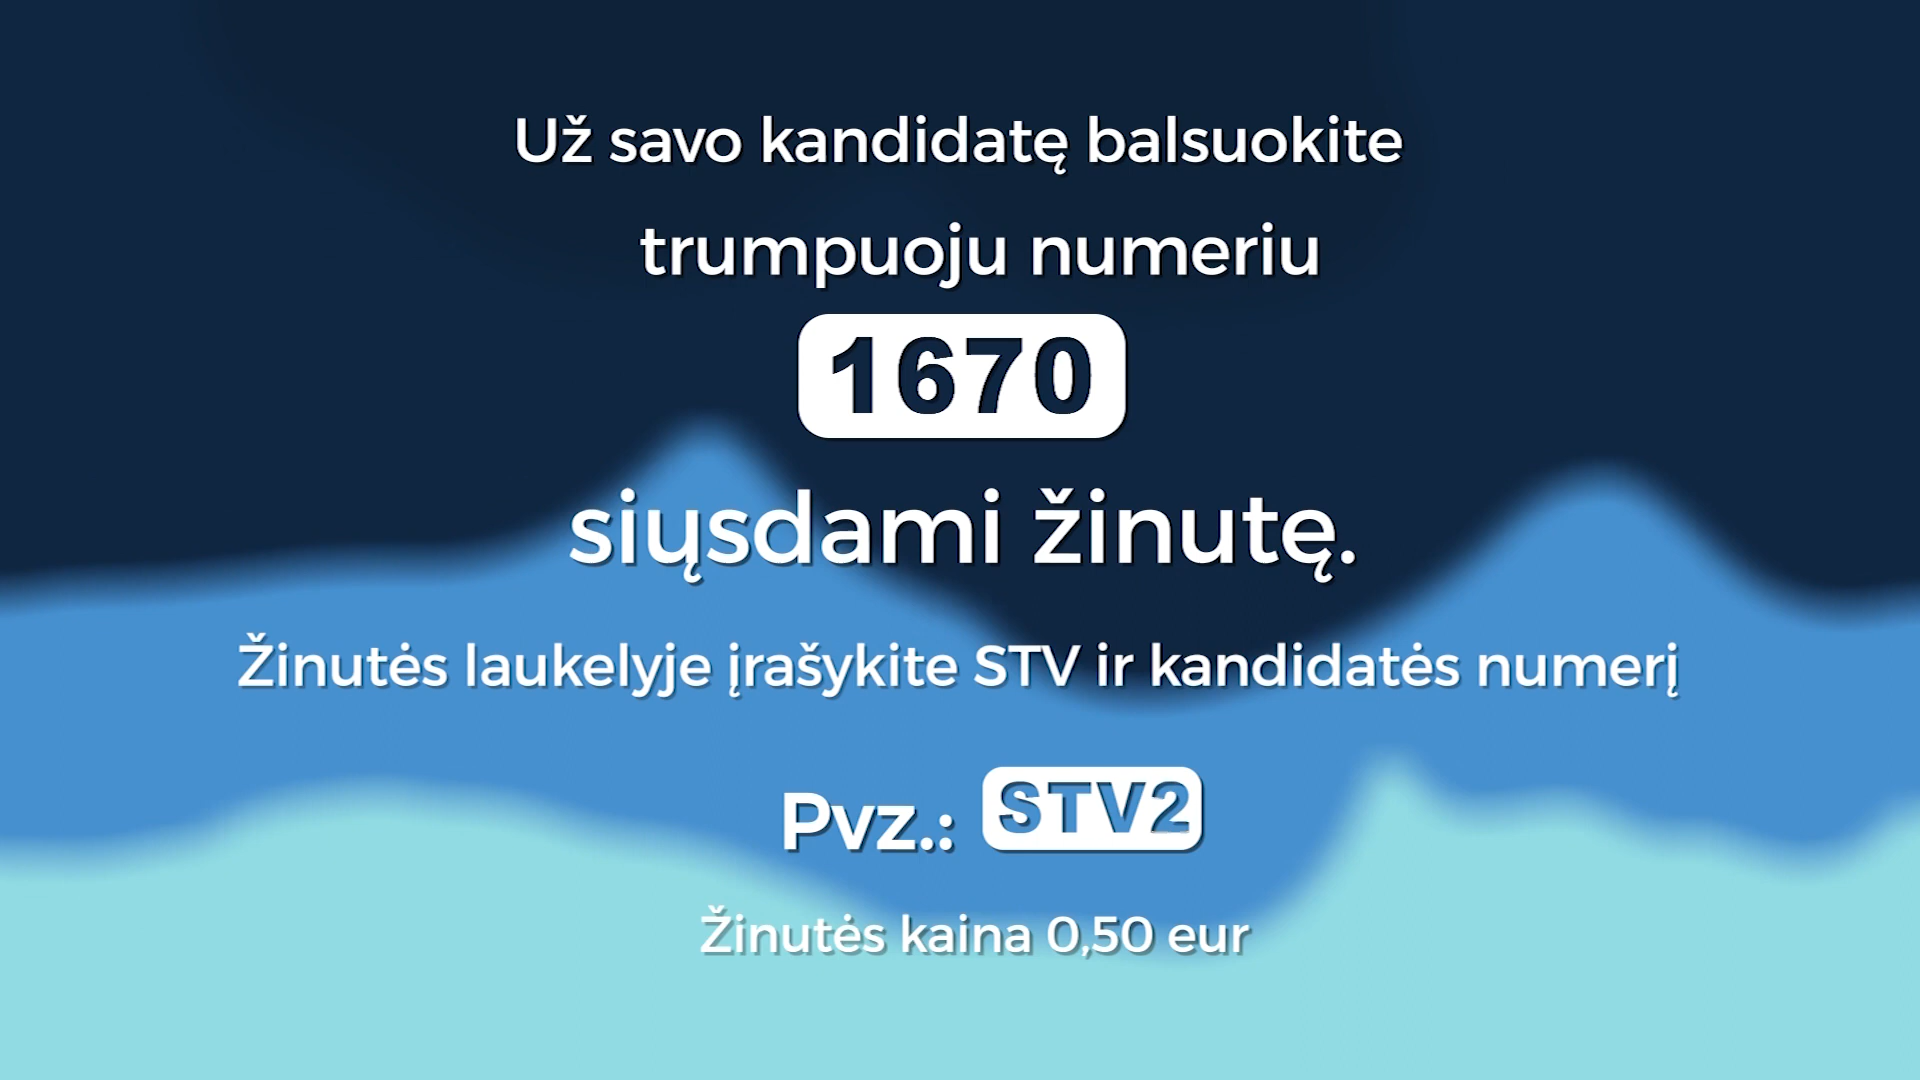 Už savo kandidatę balsuokite
trumpuoju numeriu
1670
siųsdami žinutę.
Žinutės laukelyje įrašykite STV ir kandidatės numerį
Pvz.: STV2
Žinutės kaina 0,50 eur